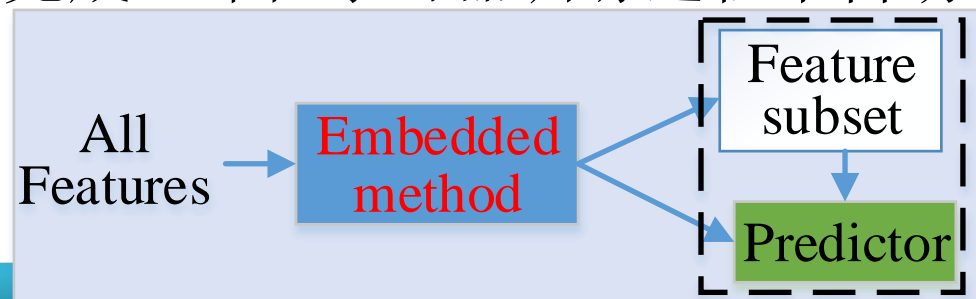 All
Features
Embedded
method
Feature
subset
Predictor